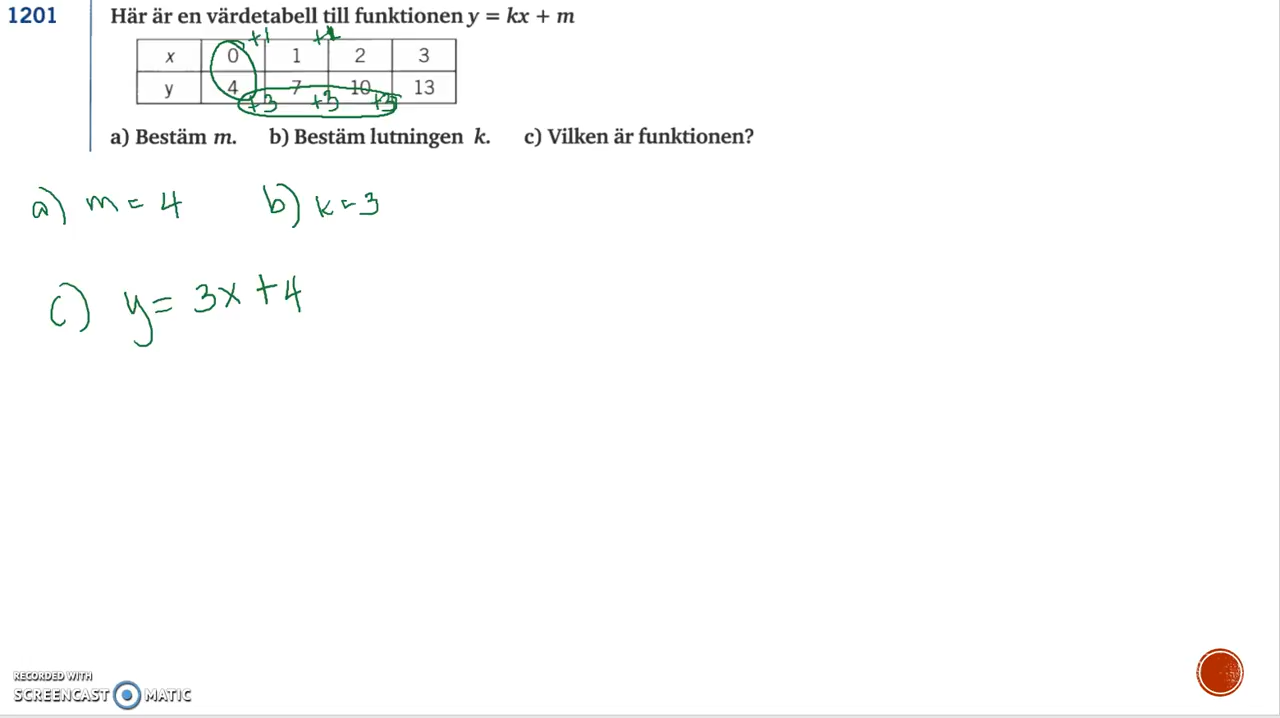 1201 Här är en värdetabell till funktionen y = kx + m
+1 +1
x 0 1 2 3
y 4 7 10 13
+3 +3 +3
a) Bestäm m. b) Bestäm lutningen k. c) Vilken är funktionen?
a) m = 4 b) k = 3
c) y = 3x + 4
RECORDED WITH
SCREENCAST MATIC